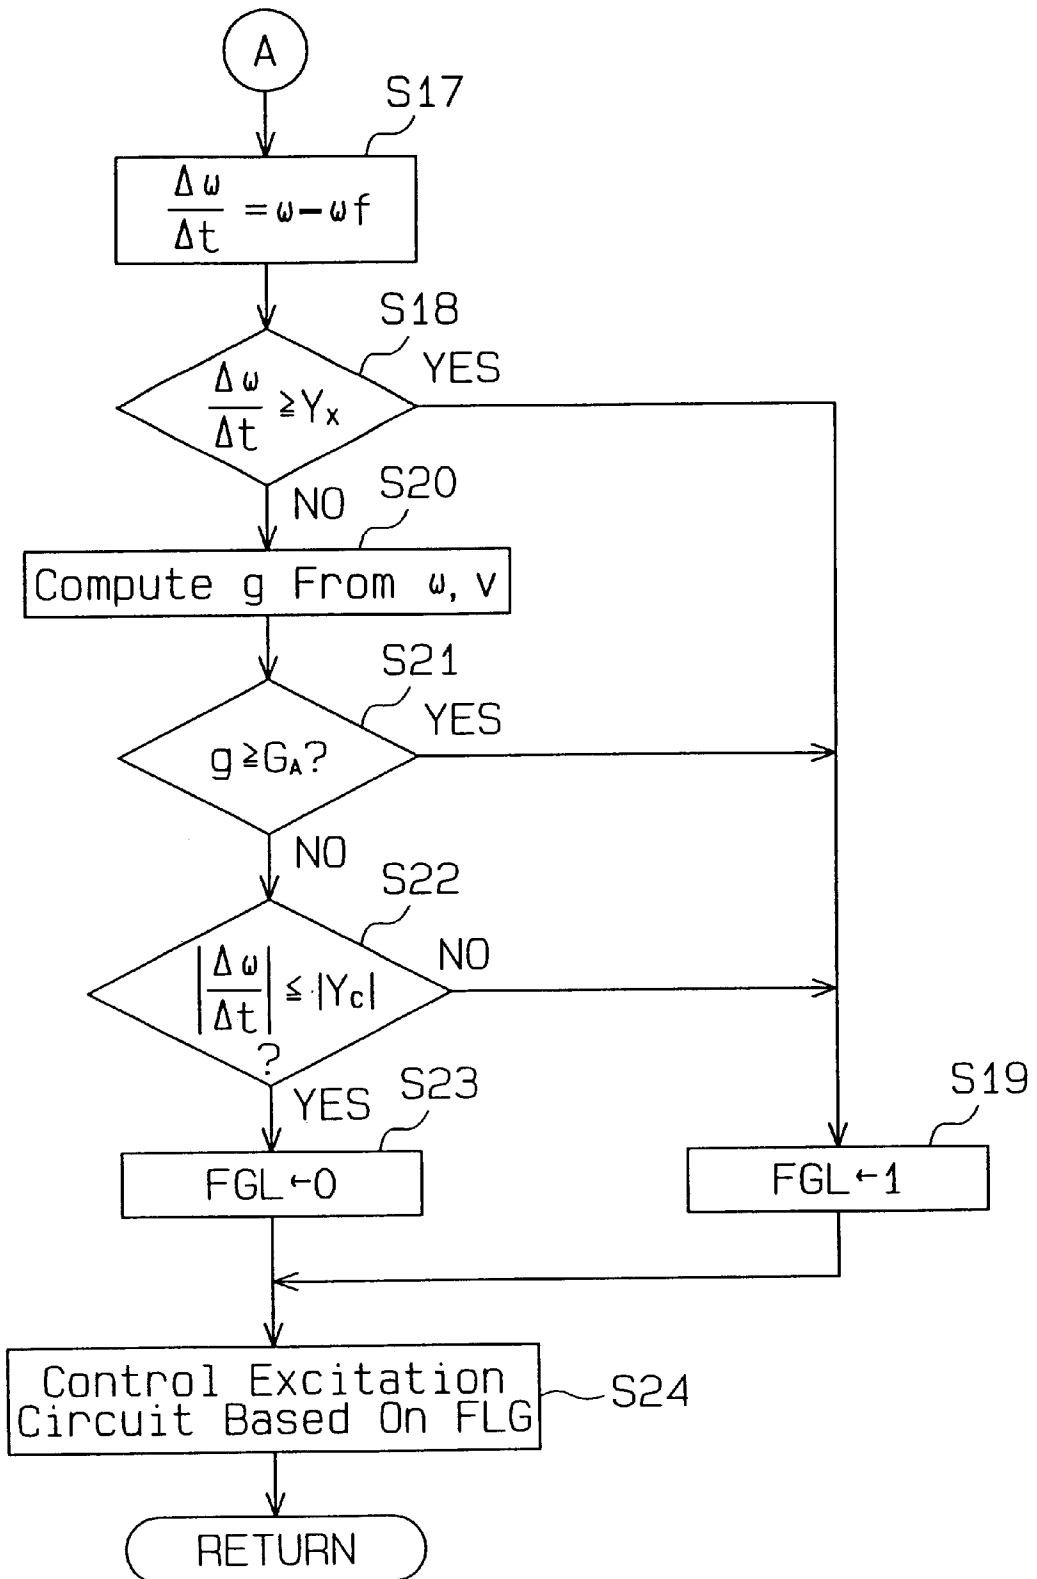 A
S17
Δω/Δt = ω-ωf
S18
YES
Δω/Δt ≧Yx
NO
S20
Compute g From ω, v
S21
YES
g≧GA?
NO
S22
NO
|Δω/Δt| ≦ |Yc|
?
YES
S23
S19
FGL←0
FGL←1
Control Excitation
Circuit Based On FLG
S24
RETURN